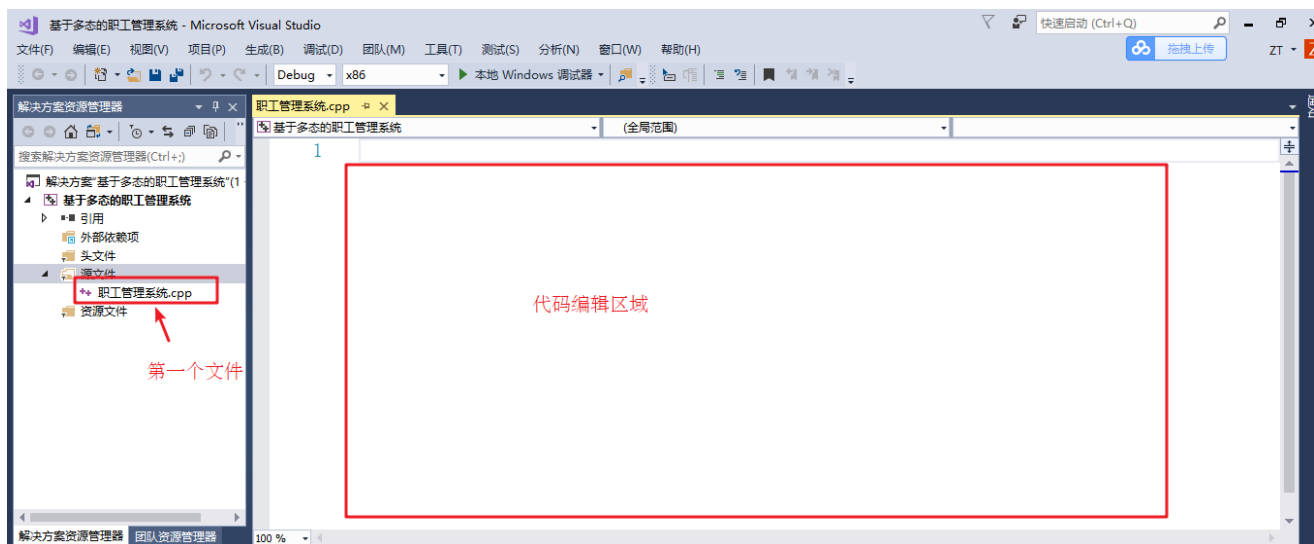 基于多态的职工管理系统 - Microsoft Visual Studio
快速启动 (Ctrl+Q)
文件(F) 编辑(E) 视图(V) 项目(P) 生成(B) 调试(D) 团队(M) 工具(T) 测试(S) 分析(N) 窗口(W) 帮助(H)
拖拽上传
ZT
Debug x86 本地 Windows 调试器
解决方案资源管理器
职工管理系统.cpp
基于多态的职工管理系统 (全局范围)
搜索解决方案资源管理器(Ctrl+;)
1
解决方案"基于多态的职工管理系统"(1
基于多态的职工管理系统
引用
外部依赖项
头文件
源文件
职工管理系统.cpp
资源文件
代码编辑区域
第一个文件
解决方案资源管理器 团队资源管理器
100 %